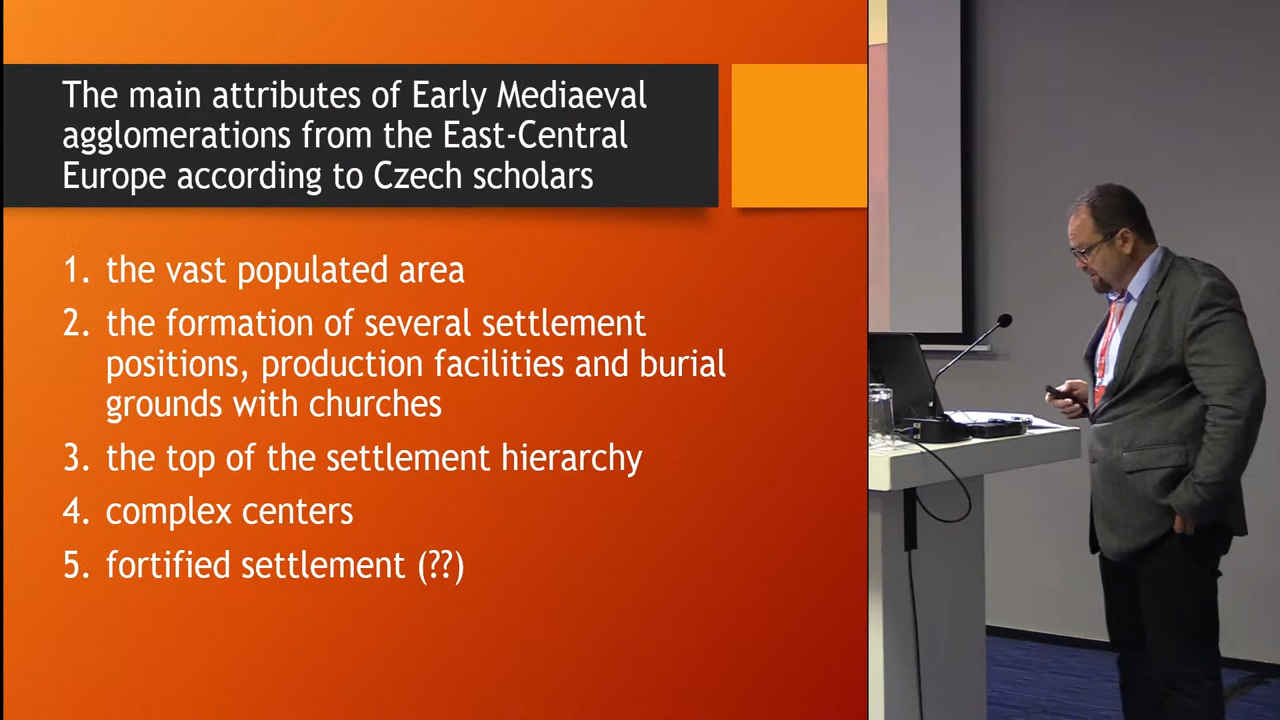 The main attributes of Early Mediaeval
agglomerations from the East-Central
Europe according to Czech scholars
1. the vast populated area
2. the formation of several settlement
positions, production facilities and burial
grounds with churches
3. the top of the settlement hierarchy
4. complex centers
5. fortified settlement (??)